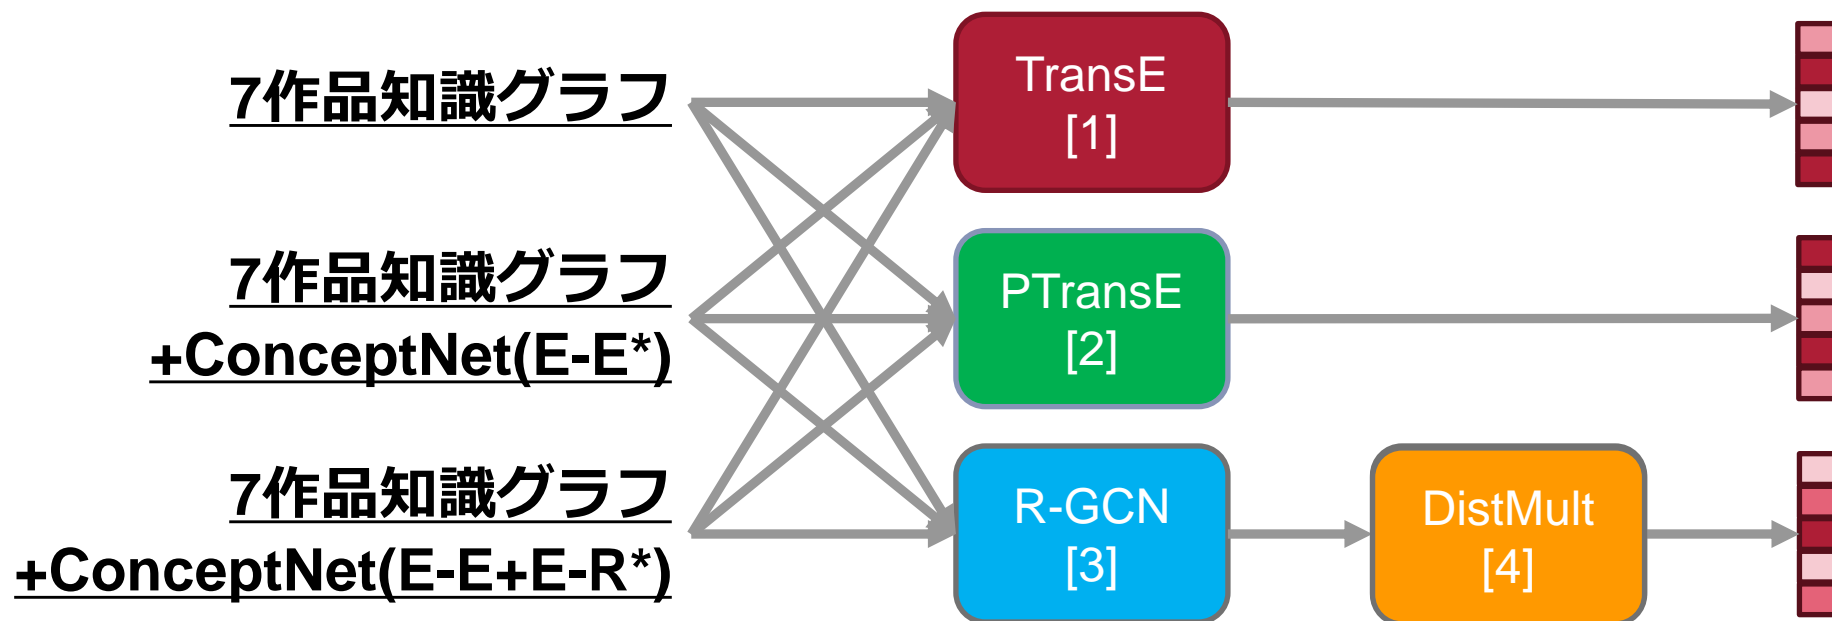 7作品知識グラフ
TransE
[1]
7作品知識グラフ
+ConceptNet(E-E*)
PTransE
[2]
7作品知識グラフ
+ConceptNet(E-E+E-R*)
R-GCN
[3]
DistMult
[4]